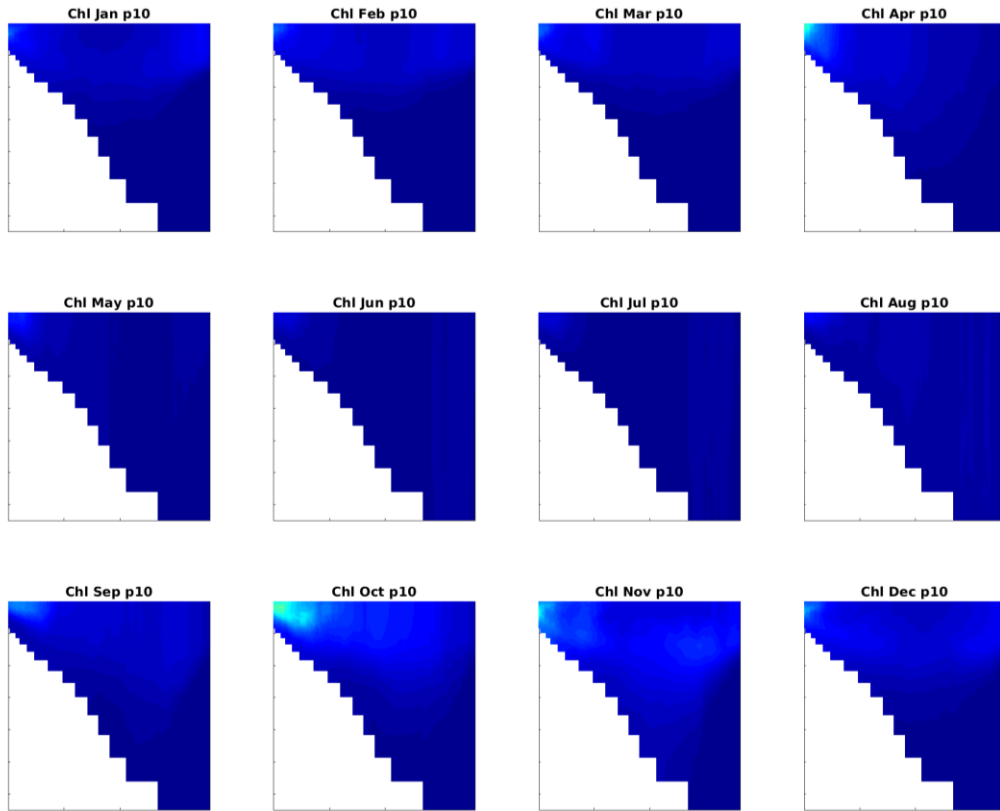 Chl Jan p10
Chl Feb p10
Chl Mar p10
Chl Apr p10
Chl May p10
Chl Jun p10
Chl Jul p10
Chl Aug p10
Chl Sep p10
Chl Oct p10
Chl Nov p10
Chl Dec p10